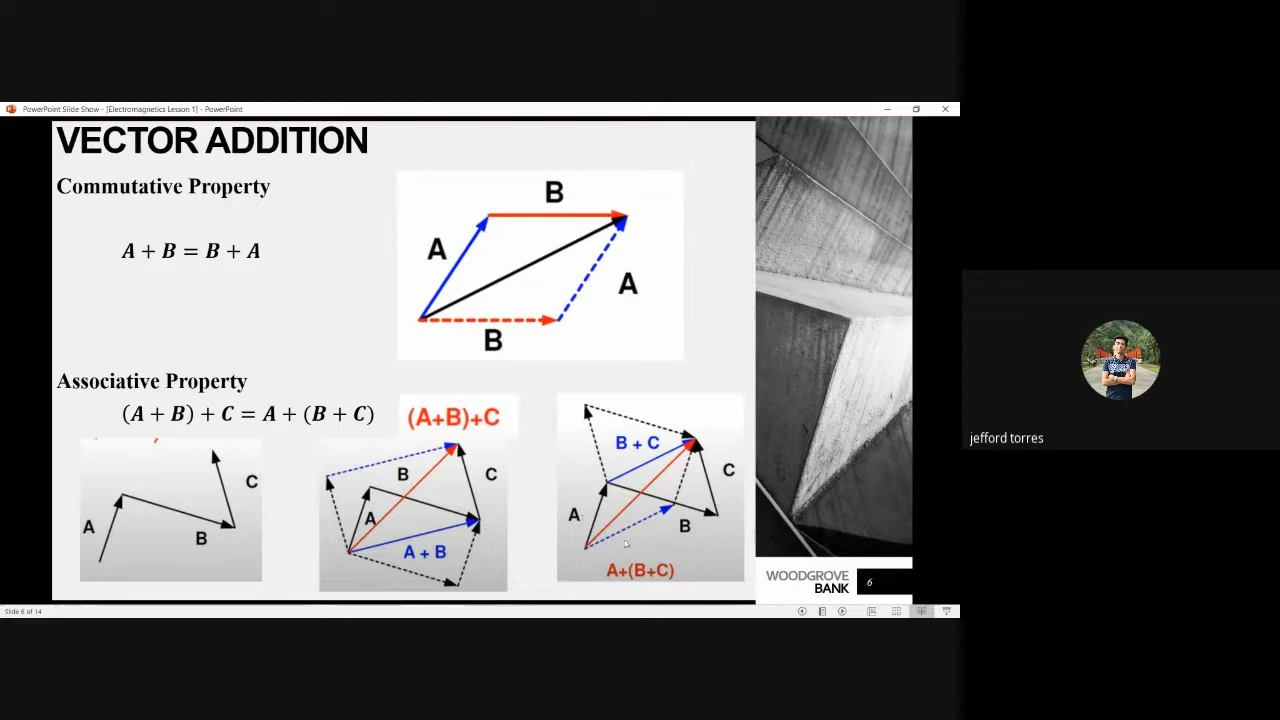 PowerPoint Slide Show - [Electromagnetics Lesson 1] - PowerPoint
VECTOR ADDITION
Commutative Property
A + B = B + A
B
A
A
B
Associative Property
(A + B) + C = A + (B + C)
(A+B)+C
A
B
C
B
C
A
A + B
B + C
C
A
B
A+(B+C)
WOODGROVE
BANK
6
Slide 6 of 14
jefford torres